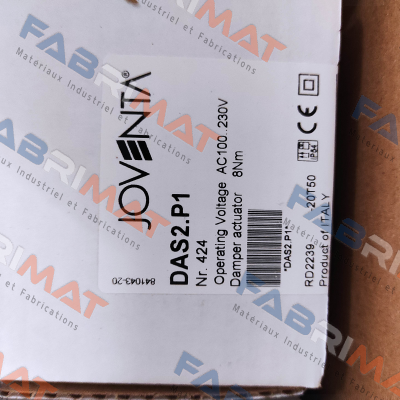 JOVENTA®
DAS2.P1
Nr. 424
Operating Voltage AC100..230V
Damper actuator 8Nm
*DAS2.P1*
RD2239 -20T50
Product of ITALY
IP54
841043-20
FABRIMAT
Matériaux Industriel et Fabrications